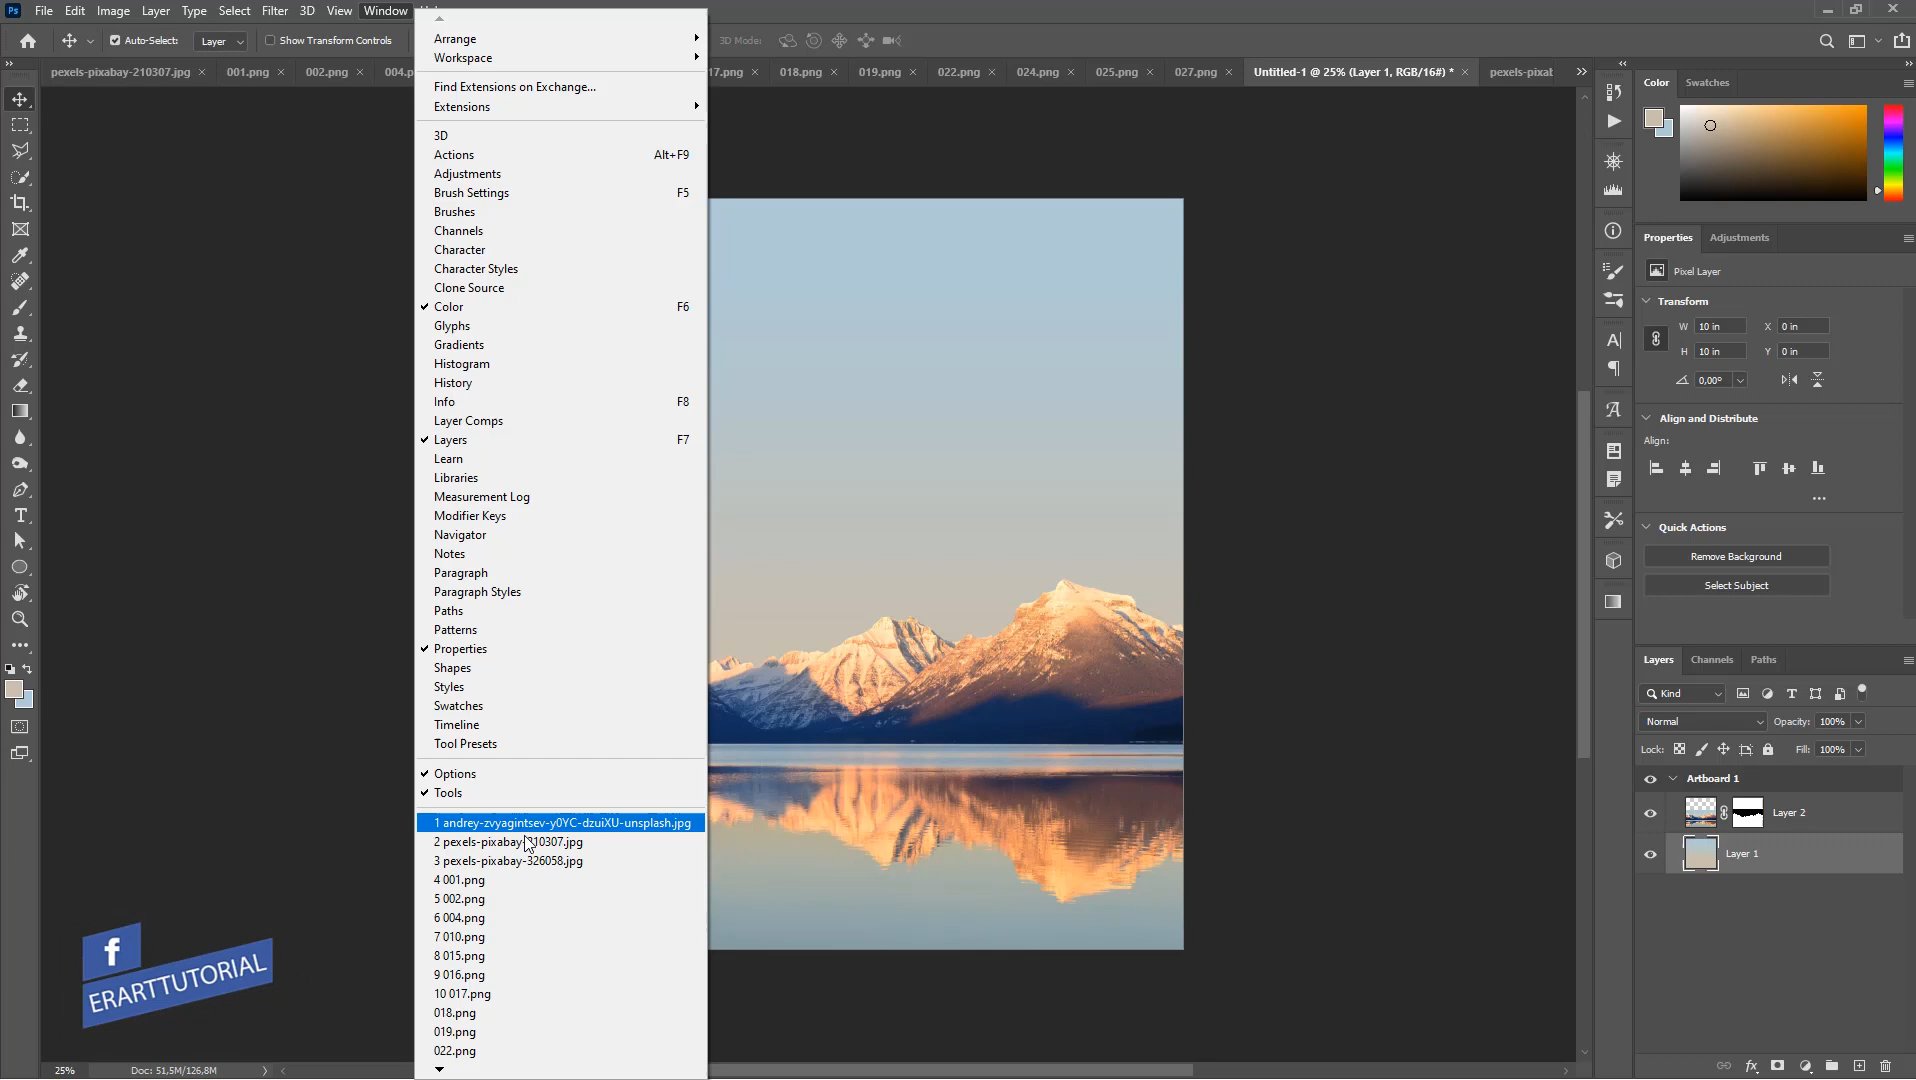 Ps File Edit Image Layer Type Select Filter 3D View Window
Auto-Select: Layer Show Transform Controls 3D Mode:
pexels-pixabay-210307.jpg × 001.png × 002.png × 004.p 17.png × 018.png × 019.png × 022.png × 024.png × 025.png × 027.png × Untitled-1 @ 25% (Layer 1, RGB/16#) * × pexels-pixab
Arrange
Workspace
Find Extensions on Exchange...
Extensions
3D
Actions Alt+F9
Adjustments
Brush Settings F5
Brushes
Channels
Character
Character Styles
Clone Source
Color F6
Glyphs
Gradients
Histogram
History
Info F8
Layer Comps
Layers F7
Learn
Libraries
Measurement Log
Modifier Keys
Navigator
Notes
Paragraph
Paragraph Styles
Paths
Patterns
Properties
Shapes
Styles
Swatches
Timeline
Tool Presets
Options
Tools
1 andrey-zvyagintsev-y0YC-dzuiXU-unsplash.jpg
2 pexels-pixabay-210307.jpg
3 pexels-pixabay-326058.jpg
4 001.png
5 002.png
6 004.png
7 010.png
8 015.png
9 016.png
10 017.png
018.png
019.png
022.png
Color Swatches
Properties Adjustments
Pixel Layer
Transform
W 10 in X 0 in
H 10 in Y 0 in
0,00°
Align and Distribute
Align:
Quick Actions
Remove Background
Select Subject
Layers Channels Paths
Kind
Normal Opacity: 100%
Lock: Fill: 100%
Artboard 1
Layer 2
Layer 1
f
ERARTTUTORIAL
25% Doc: 51,5M/126,8M